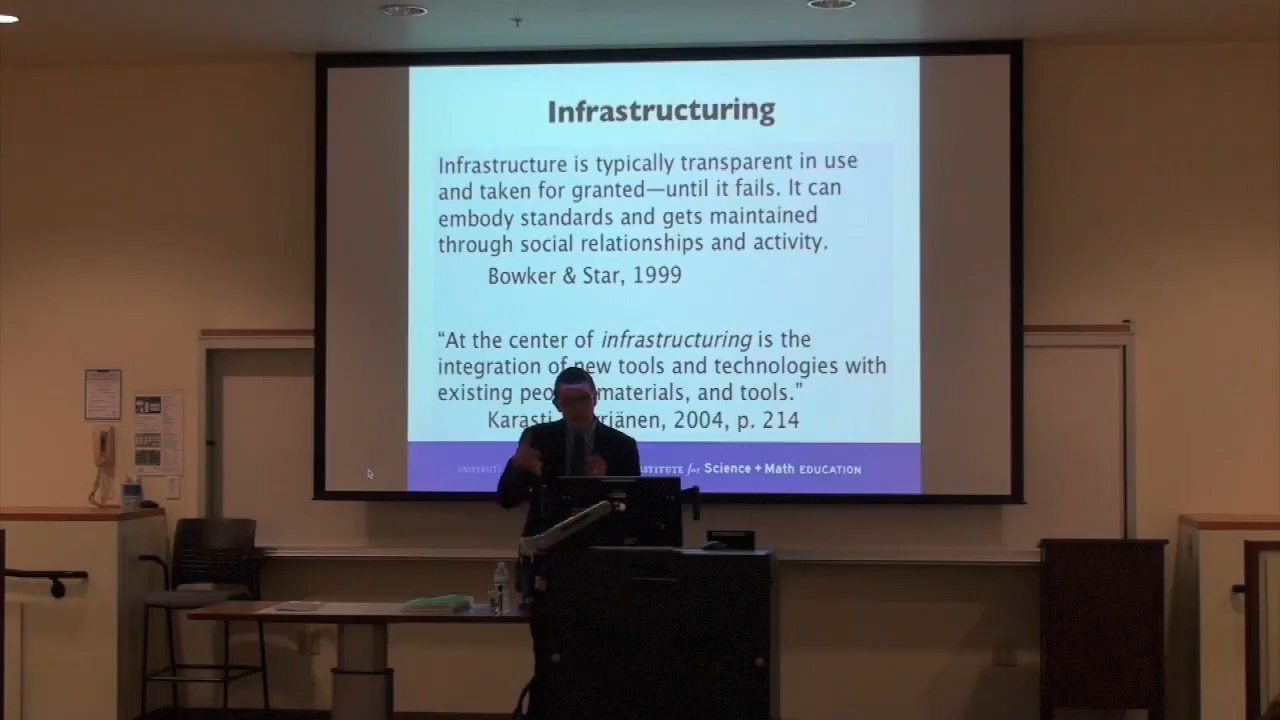 Infrastructuring
Infrastructure is typically transparent in use
and taken for granted—until it fails. It can
embody standards and gets maintained
through social relationships and activity.
Bowker & Star, 1999
“At the center of infrastructuring is the
integration of new tools and technologies with
existing materials, and tools.”
Karasti 2004, p. 214
for Science + Math EDUCATION